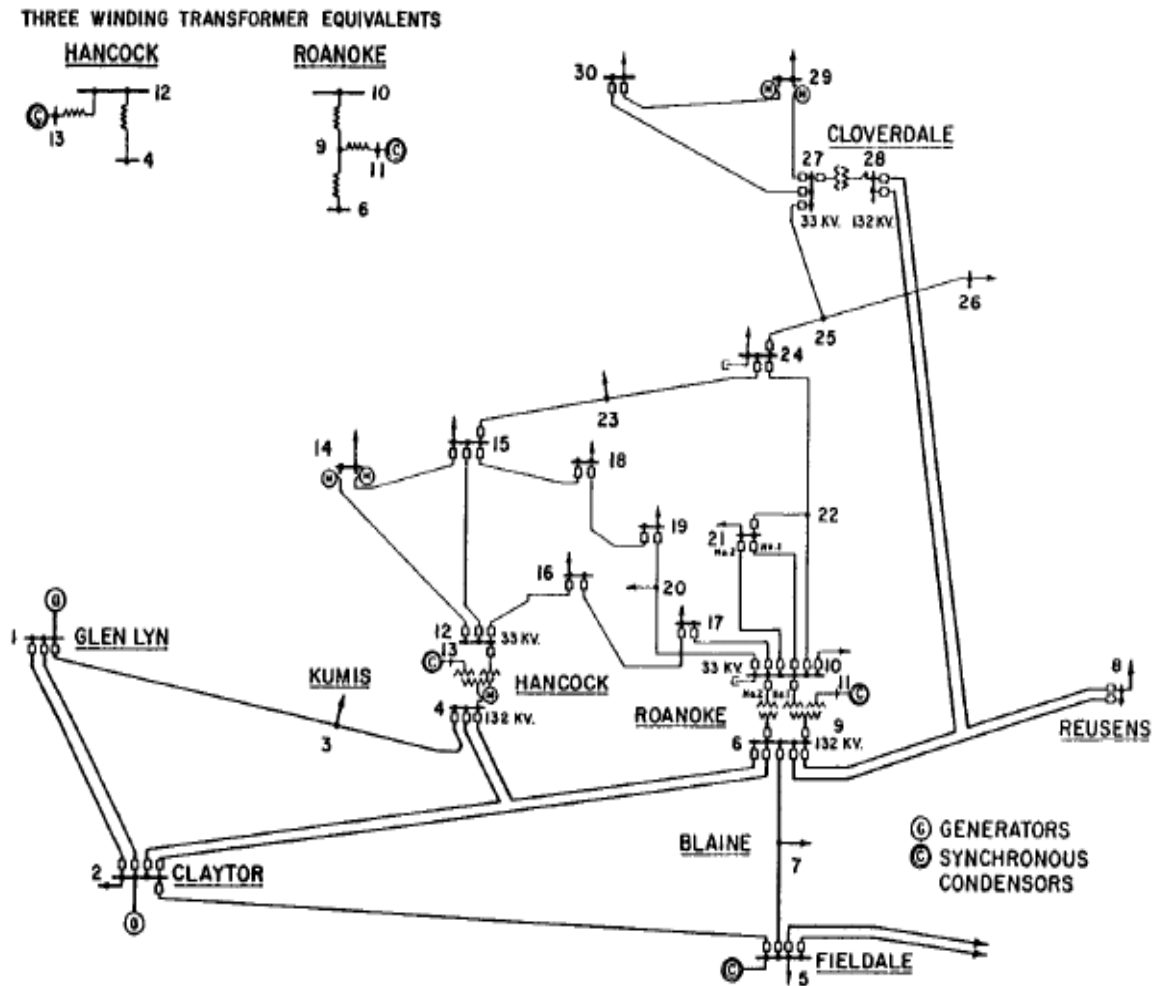 THREE WINDING TRANSFORMER EQUIVALENTS
HANCOCK
ROANOKE
12
13
4
C
10
9
11
C
6
30
29
M
M
CLOVERDALE
27
28
33 KV.
132 KV.
26
25
24
23
14
M
M
15
18
19
22
21
No.2
No.1
16
20
17
12
33 KV.
13
C
HANCOCK
M
4
132 KV.
33 KV.
10
No.2
No.1
11
C
ROANOKE
9
6
132 KV.
8
REUSENS
G
1
GLEN LYN
KUMIS
3
BLAINE
7
2
CLAYTOR
G
G GENERATORS
C SYNCHRONOUS
CONDENSORS
C
5
FIELDALE